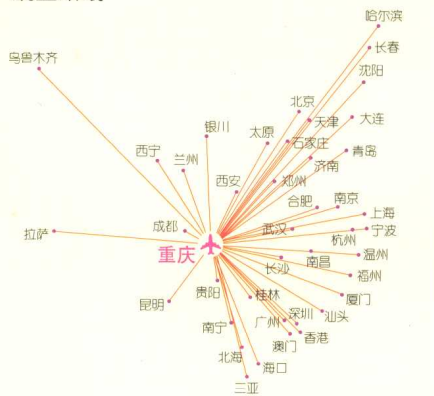 哈尔滨
长春
乌鲁木齐
沈阳
北京
天津
大连
银川
太原
石家庄
青岛
西宁
兰州
济南
西安
郑州
合肥
南京
上海
拉萨
成都
武汉
杭州
宁波
重庆
温州
南昌
长沙
福州
贵阳
桂林
厦门
昆明
深圳
汕头
南宁
广州
香港
澳门
北海
海口
三亚